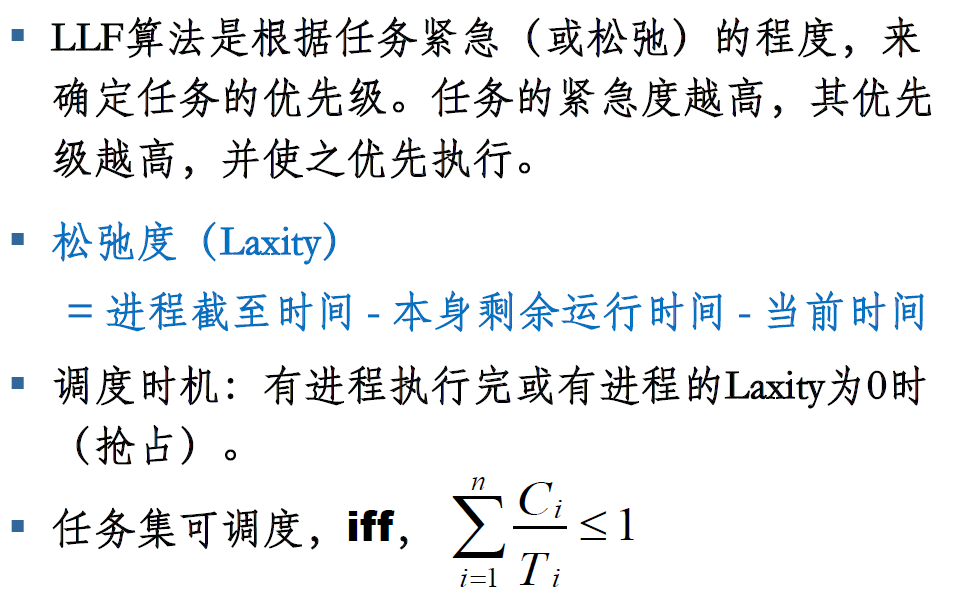 ▪ LLF算法是根据任务紧急（或松弛）的程度，来
确定任务的优先级。任务的紧急度越高，其优先
级越高，并使之优先执行。
▪ 松弛度（Laxity）
= 进程截至时间 - 本身剩余运行时间 - 当前时间
▪ 调度时机：有进程执行完或有进程的Laxity为0时
（抢占）。
▪ 任务集可调度，iff， $\sum_{i=1}^{n} \frac{C_i}{T_i} \leq 1$